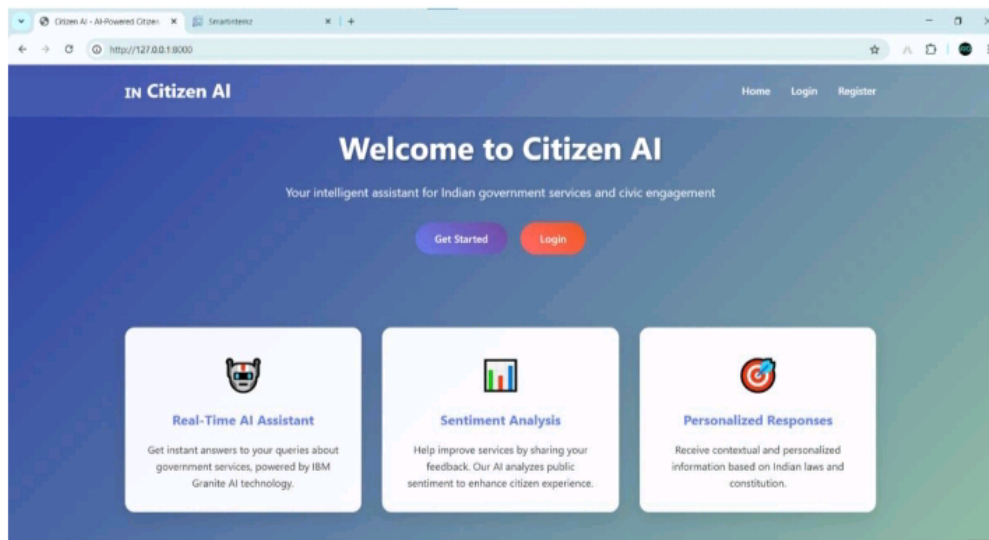 Citizen AI - AI-Powered Citizen
Smartinternz
http://127.0.0.1:8000
IN Citizen AI
Home Login Register
Welcome to Citizen AI
Your intelligent assistant for Indian government services and civic engagement
Get Started Login
Real-Time AI Assistant
Get instant answers to your queries about
government services, powered by IBM
Granite AI technology.
Sentiment Analysis
Help improve services by sharing your
feedback. Our AI analyzes public
sentiment to enhance citizen experience.
Personalized Responses
Receive contextual and personalized
information based on Indian laws and
constitution.